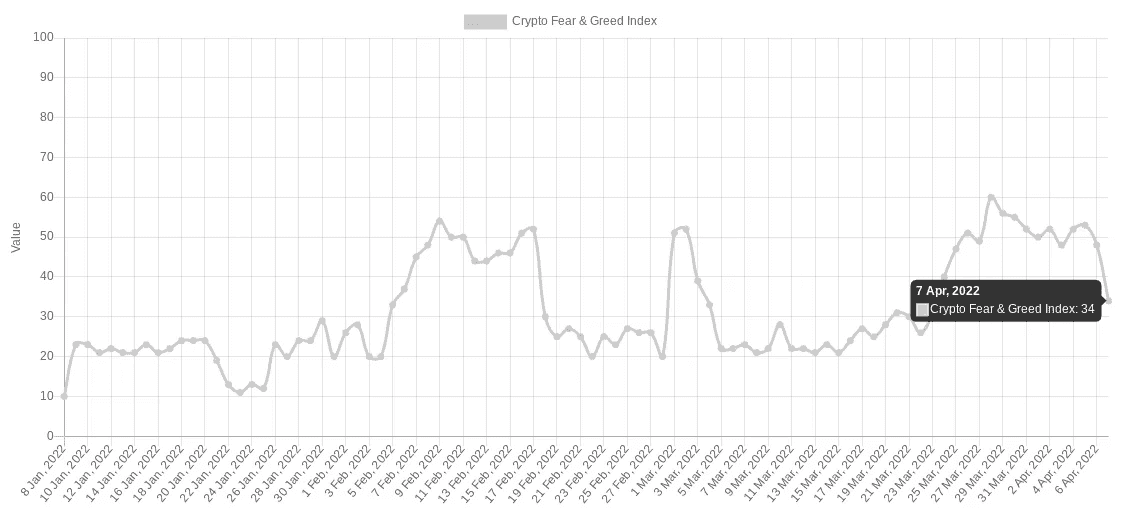 Crypto Fear & Greed Index
100
90
80
70
60
50
40
30
20
10
0
Value
7 Apr, 2022
Crypto Fear & Greed Index: 34
8 Jan, 2022
10 Jan, 2022
12 Jan, 2022
14 Jan, 2022
16 Jan, 2022
18 Jan, 2022
20 Jan, 2022
22 Jan, 2022
24 Jan, 2022
26 Jan, 2022
28 Jan, 2022
30 Jan, 2022
1 Feb, 2022
3 Feb, 2022
5 Feb, 2022
7 Feb, 2022
9 Feb, 2022
11 Feb, 2022
13 Feb, 2022
15 Feb, 2022
17 Feb, 2022
19 Feb, 2022
21 Feb, 2022
23 Feb, 2022
25 Feb, 2022
27 Feb, 2022
1 Mar, 2022
3 Mar, 2022
5 Mar, 2022
7 Mar, 2022
9 Mar, 2022
11 Mar, 2022
13 Mar, 2022
15 Mar, 2022
17 Mar, 2022
19 Mar, 2022
21 Mar, 2022
23 Mar, 2022
25 Mar, 2022
27 Mar, 2022
29 Mar, 2022
31 Mar, 2022
2 Apr, 2022
4 Apr, 2022
6 Apr, 2022